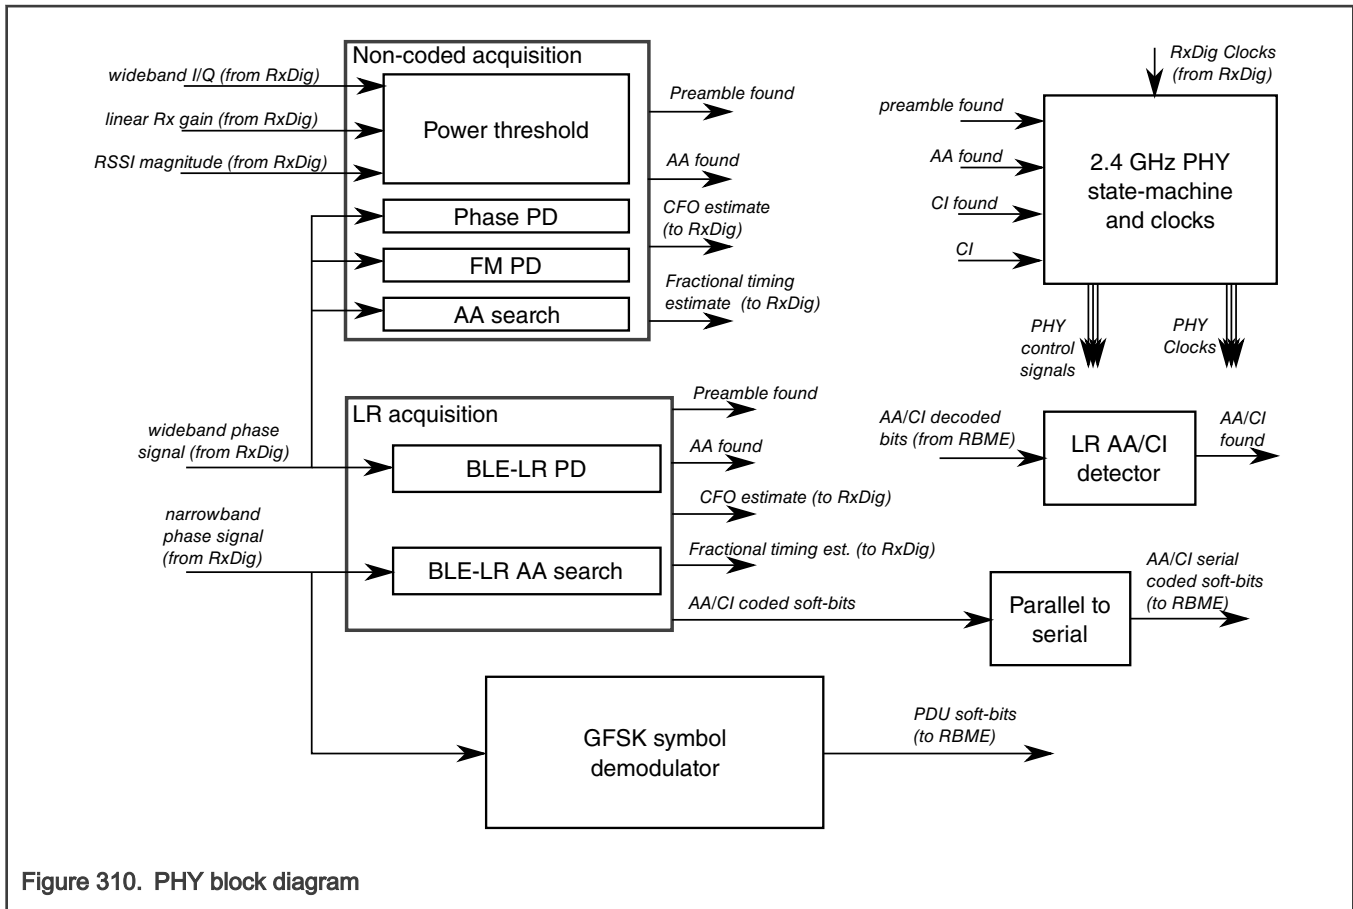 Non-coded acquisition
wideband I/Q (from RxDig)
linear Rx gain (from RxDig)
RSSI magnitude (from RxDig)
Power threshold
Phase PD
FM PD
AA search
Preamble found
AA found
CFO estimate
(to RxDig)
Fractional timing
estimate (to RxDig)
RxDig Clocks
(from RxDig)
preamble found
AA found
CI found
CI
2.4 GHz PHY
state-machine
and clocks
PHY
control
signals
PHY
Clocks
LR acquisition
wideband phase
signal (from RxDig)
narrowband
phase signal
(from RxDig)
BLE-LR PD
BLE-LR AA search
Preamble found
AA found
CFO estimate (to RxDig)
Fractional timing est. (to RxDig)
AA/CI coded soft-bits
AA/CI decoded
bits (from RBME)
LR AA/CI
detector
AA/CI
found
Parallel to
serial
AA/CI serial
coded soft-bits
(to RBME)
GFSK symbol
demodulator
PDU soft-bits
(to RBME)
Figure 310. PHY block diagram